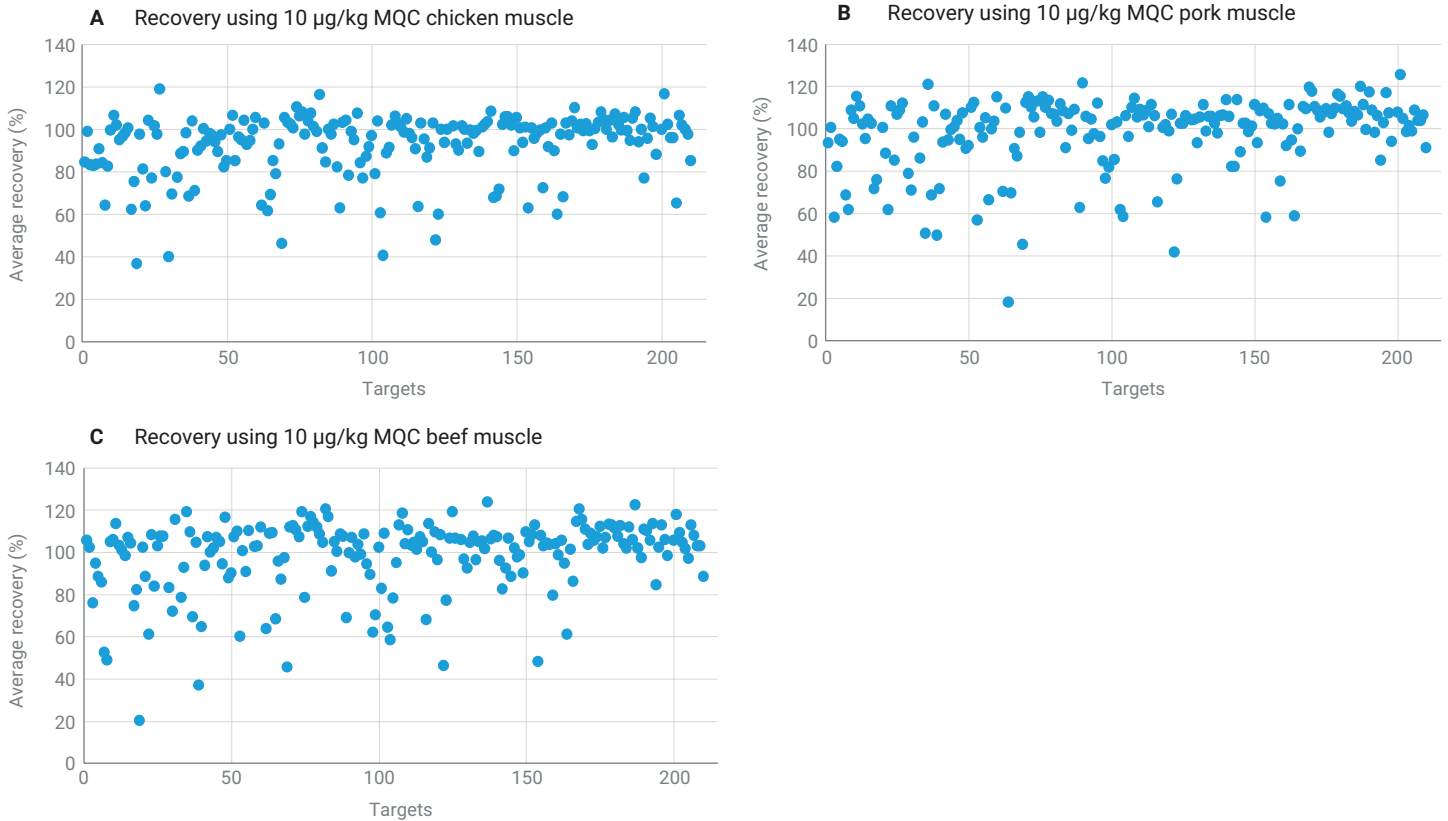 A Recovery using 10 µg/kg MQC chicken muscle
Average recovery (%)
140
120
100
80
60
40
20
0
0 50 100 150 200
Targets
B Recovery using 10 µg/kg MQC pork muscle
Average recovery (%)
140
120
100
80
60
40
20
0
0 50 100 150 200
Targets
C Recovery using 10 µg/kg MQC beef muscle
Average recovery (%)
140
120
100
80
60
40
20
0
0 50 100 150 200
Targets